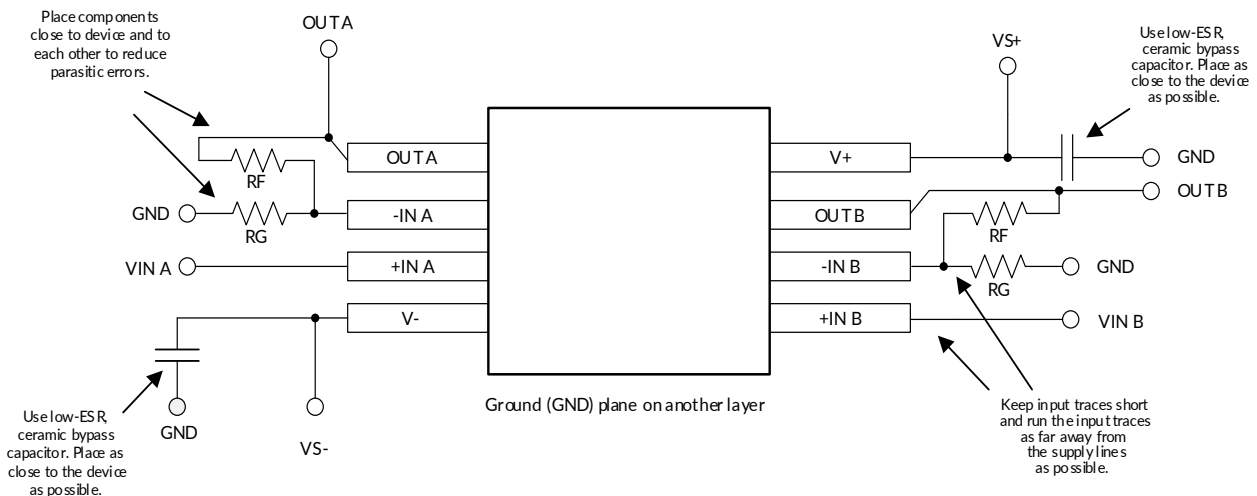 Place components
close to device and to
each other to reduce
parasitic errors.
OUT A
VS+
Use low-ESR,
ceramic bypass
capacitor. Place as
close to the device
as possible.
OUT A
RF
GND
RG
-IN A
VIN A
+IN A
V-
V+
GND
OUT B
OUT B
RF
-IN B
GND
RG
+IN B
VIN B
Use low-ESR,
ceramic bypass
capacitor. Place as
close to the device
as possible.
GND
VS-
Ground (GND) plane on another layer
Keep input traces short
and run the input traces
as far away from
the supply lines
as possible.